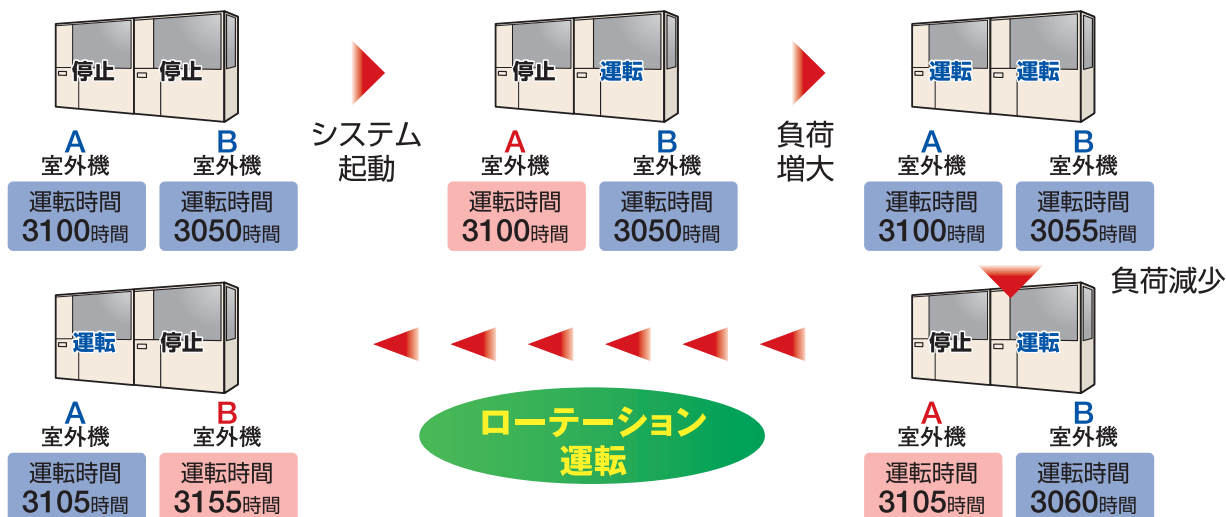 停止 停止
A B
室外機 室外機
運転時間 運転時間
3100時間 3050時間
システム
起動
停止 運転
A B
室外機 室外機
運転時間 運転時間
3100時間 3050時間
負荷
増大
運転 運転
A B
室外機 室外機
運転時間 運転時間
3100時間 3055時間
負荷減少
停止 運転
A B
室外機 室外機
運転時間 運転時間
3105時間 3060時間
ローテーション
運転
運転 停止
A B
室外機 室外機
運転時間 運転時間
3105時間 3155時間